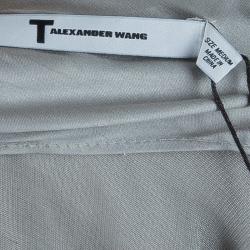 T ALEXANDER WANG
SIZE MEDIUM
MADE IN
CHINA